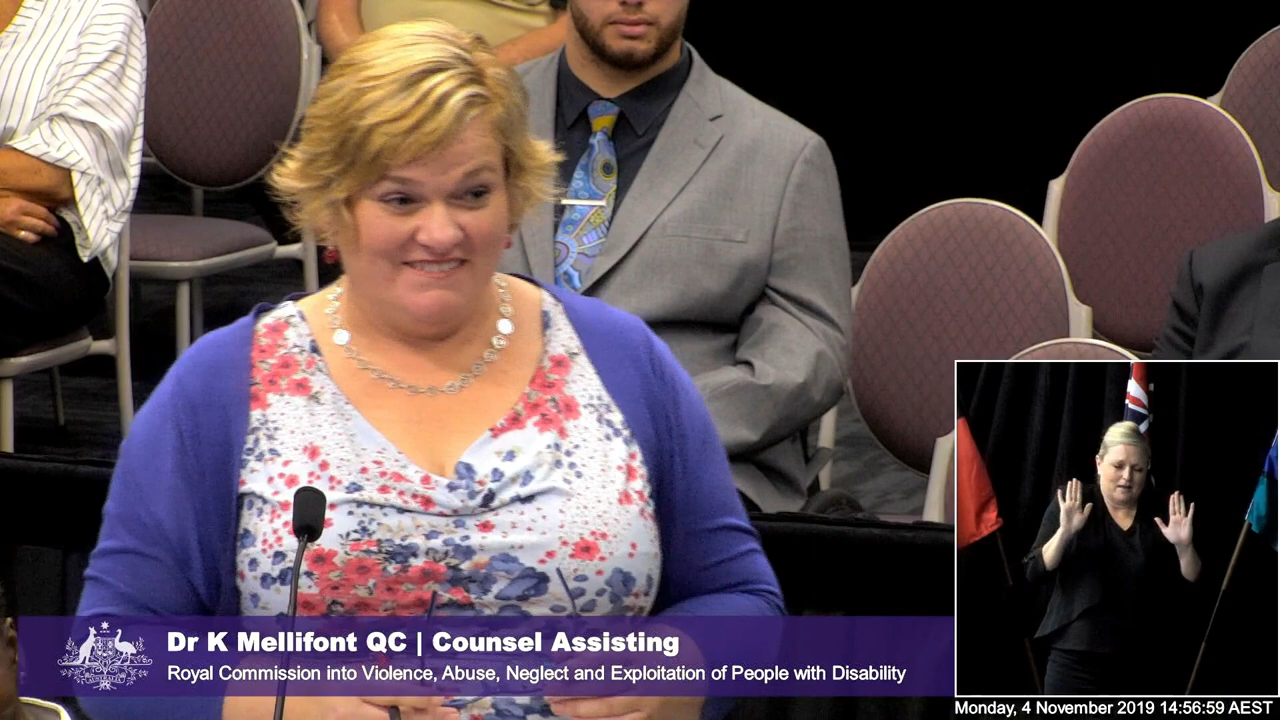 Dr K Mellifont QC | Counsel Assisting
Royal Commission into Violence, Abuse, Neglect and Exploitation of People with Disability
AUSTRALIA
Monday, 4 November 2019 14:56:59 AEST